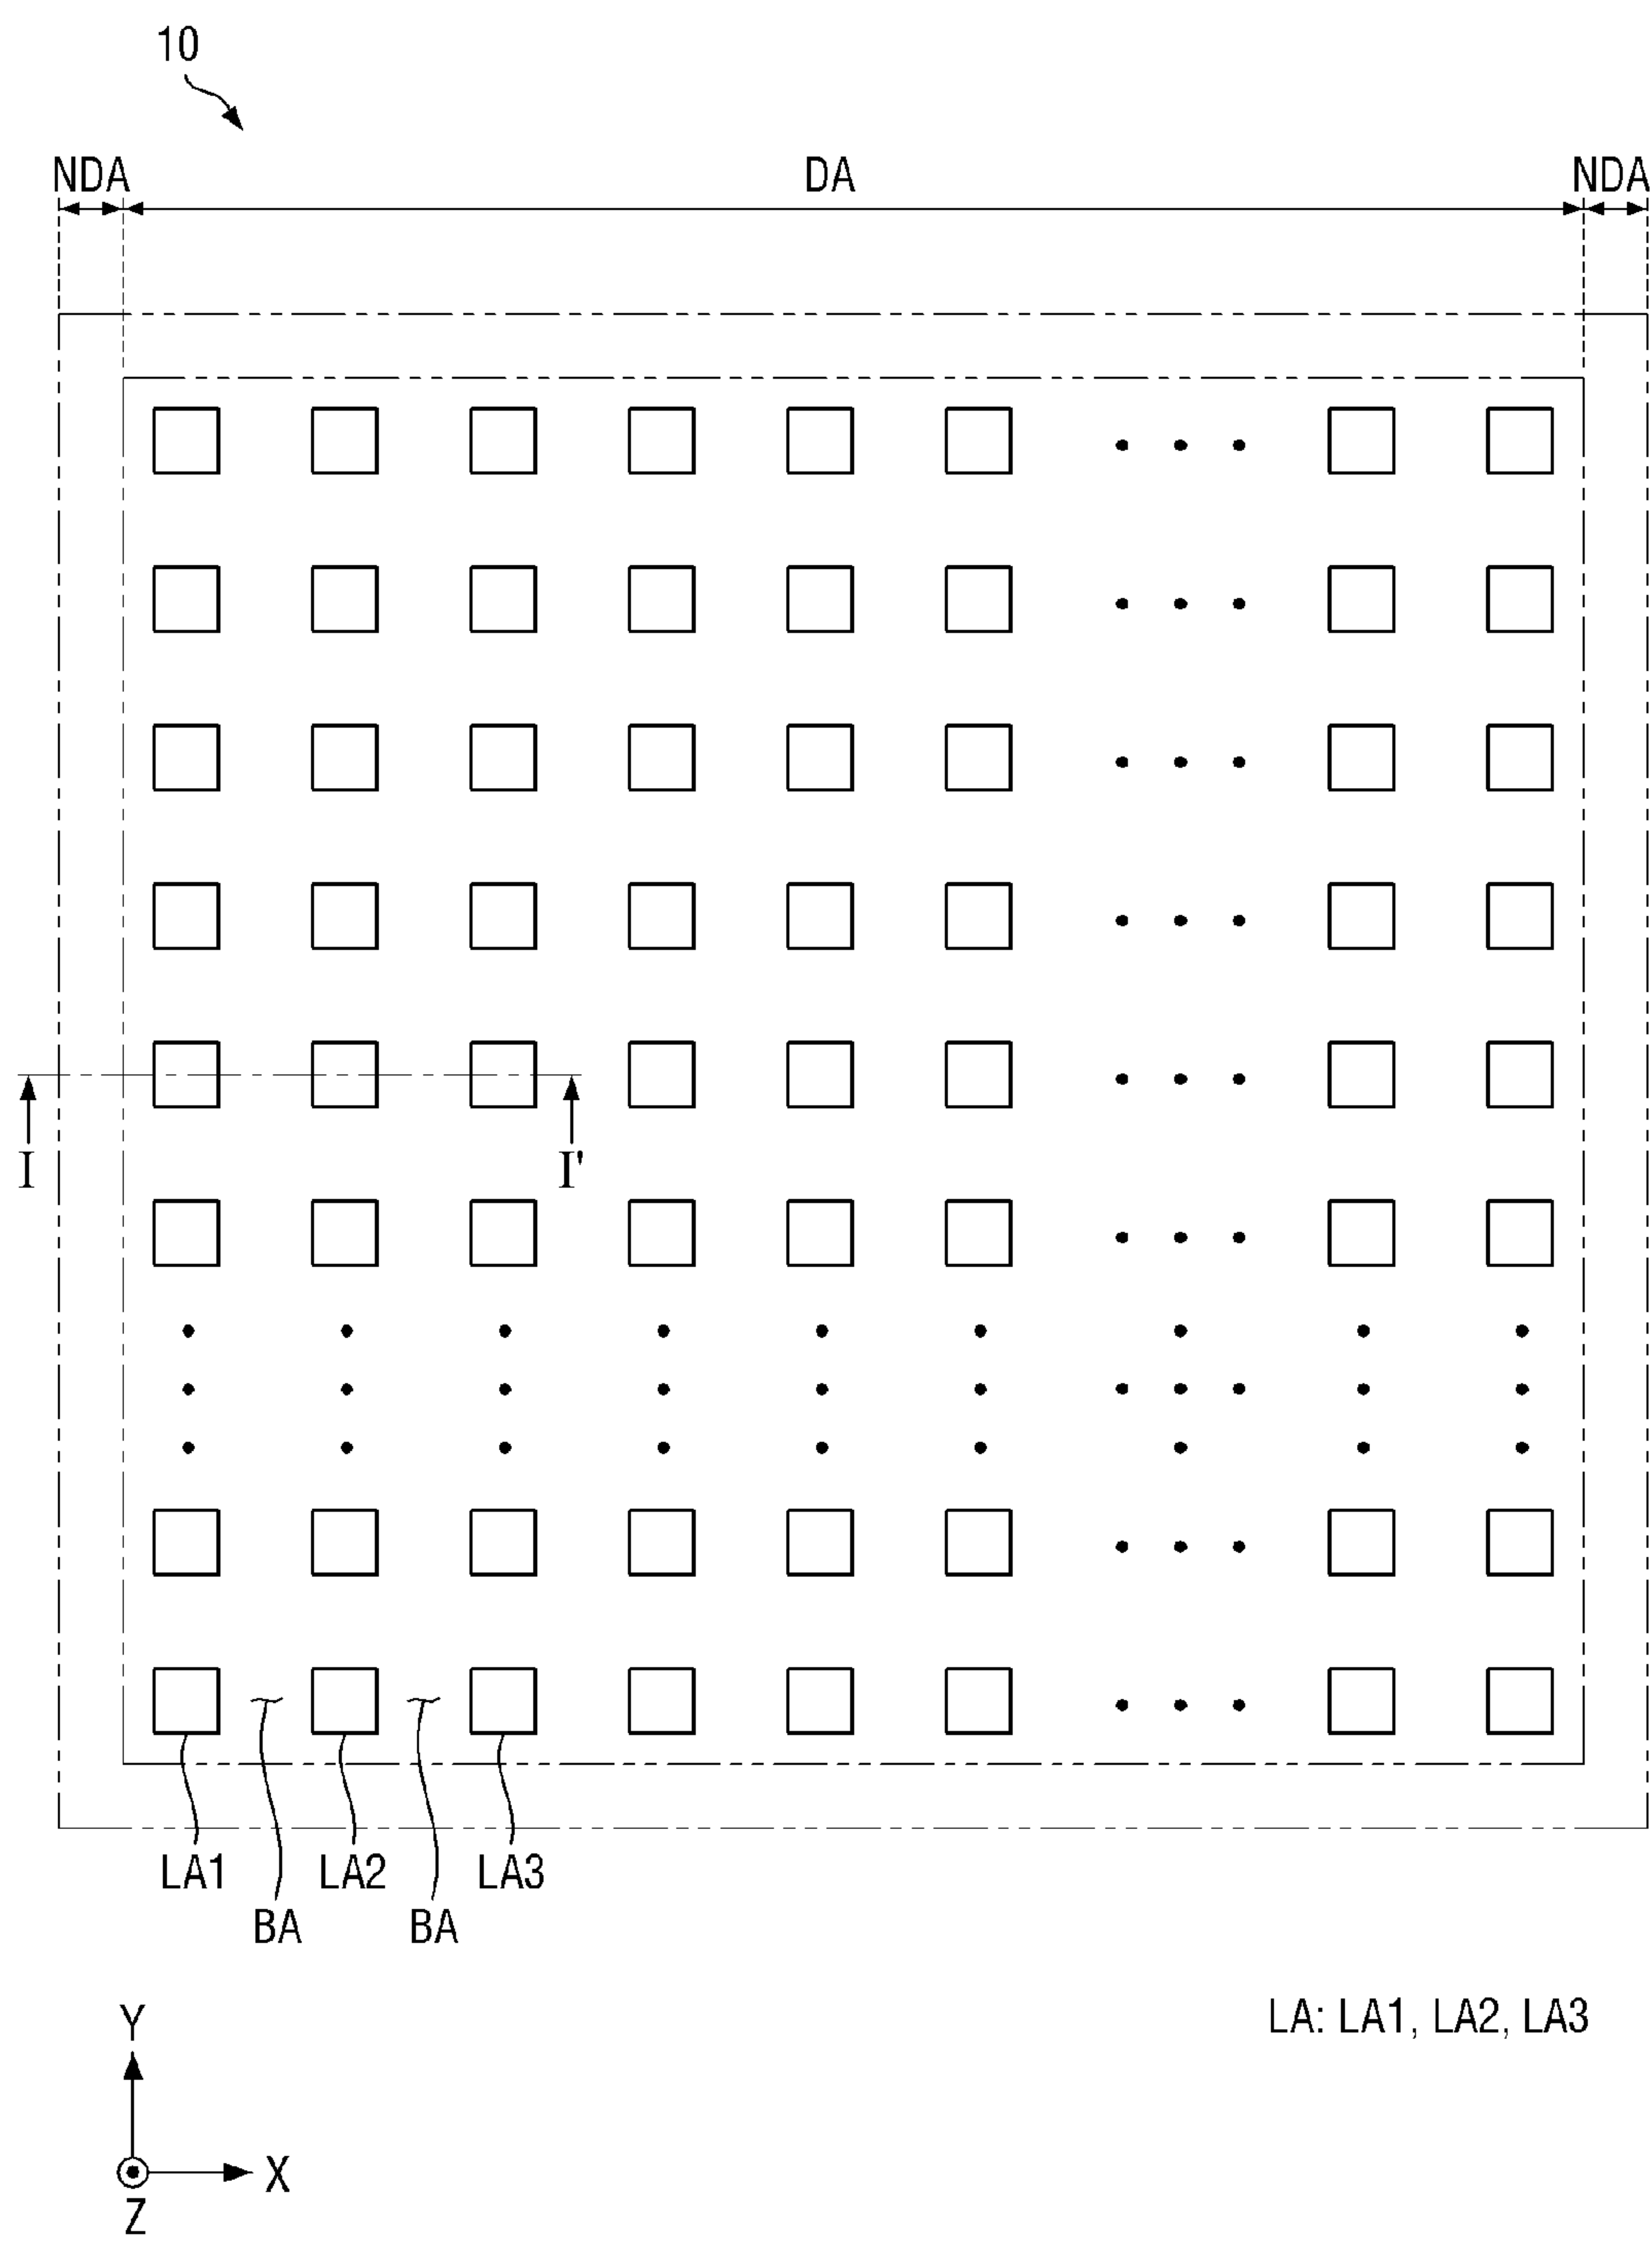 10
NDA DA NDA
I I'
LA1 LA2 LA3
BA BA
LA: LA1, LA2, LA3
Y
X
Z